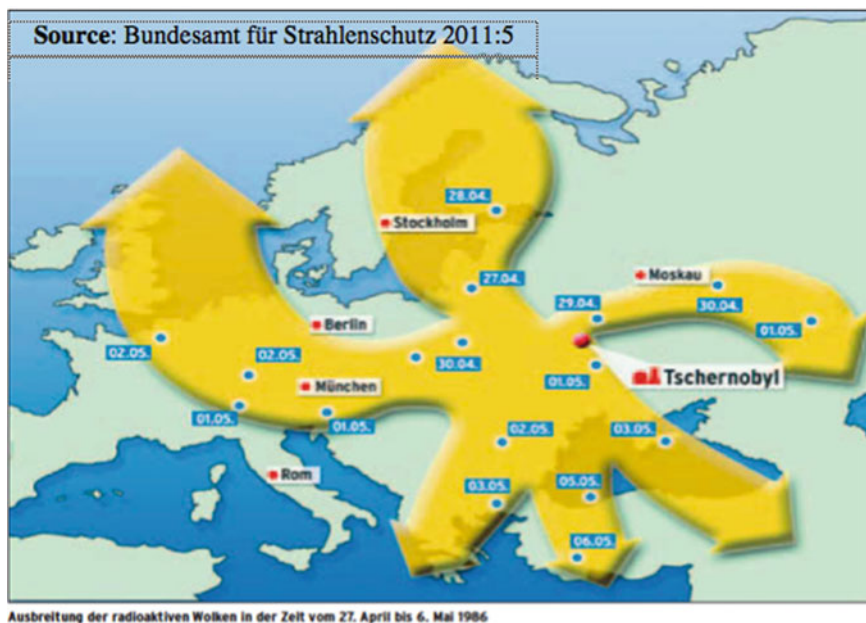 Source: Bundesamt für Strahlenschutz 2011:5
28.04.
Stockholm
27.04.
Moskau
29.04.
30.04.
01.05.
Berlin
02.05.
02.05.
30.04.
01.05.
Tschernobyl
München
01.05.
01.05.
02.05.
03.05.
Rom
03.05.
05.05.
06.05.
Ausbreitung der radioaktiven Wolken in der Zeit vom 27. April bis 6. Mai 1986